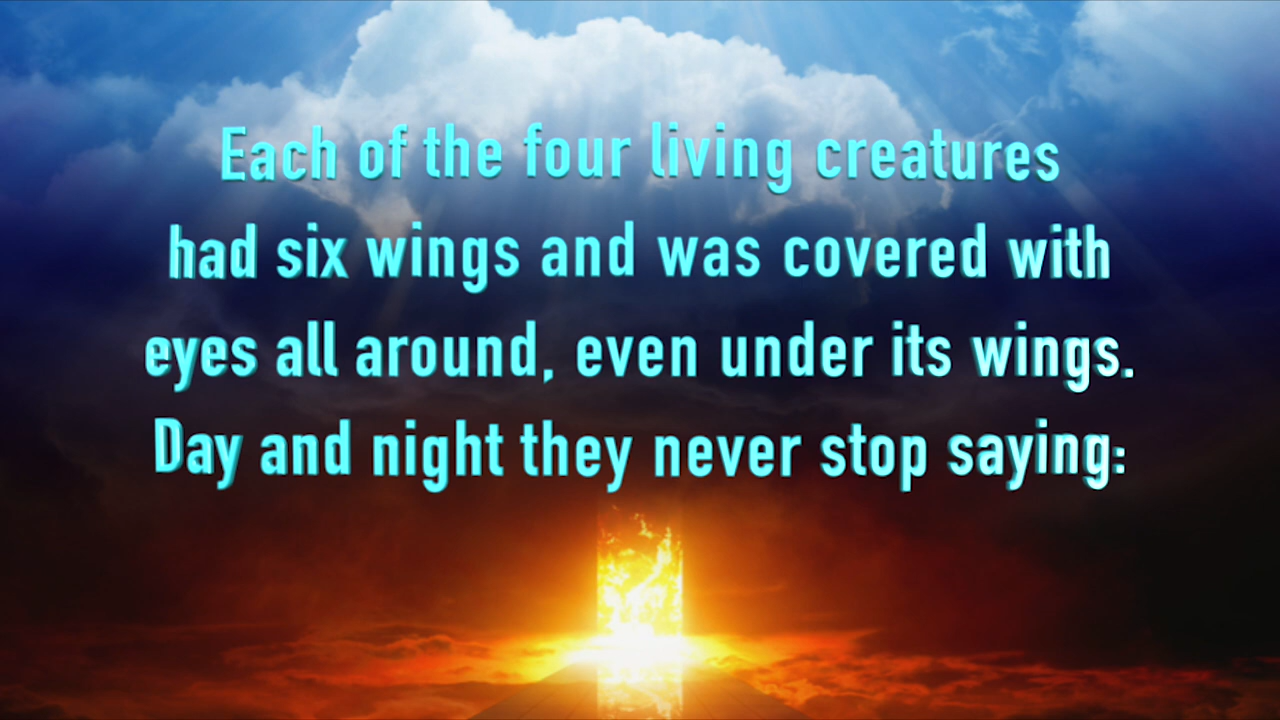 Each of the four living creatures
had six wings and was covered with
eyes all around, even under its wings.
Day and night they never stop saying: